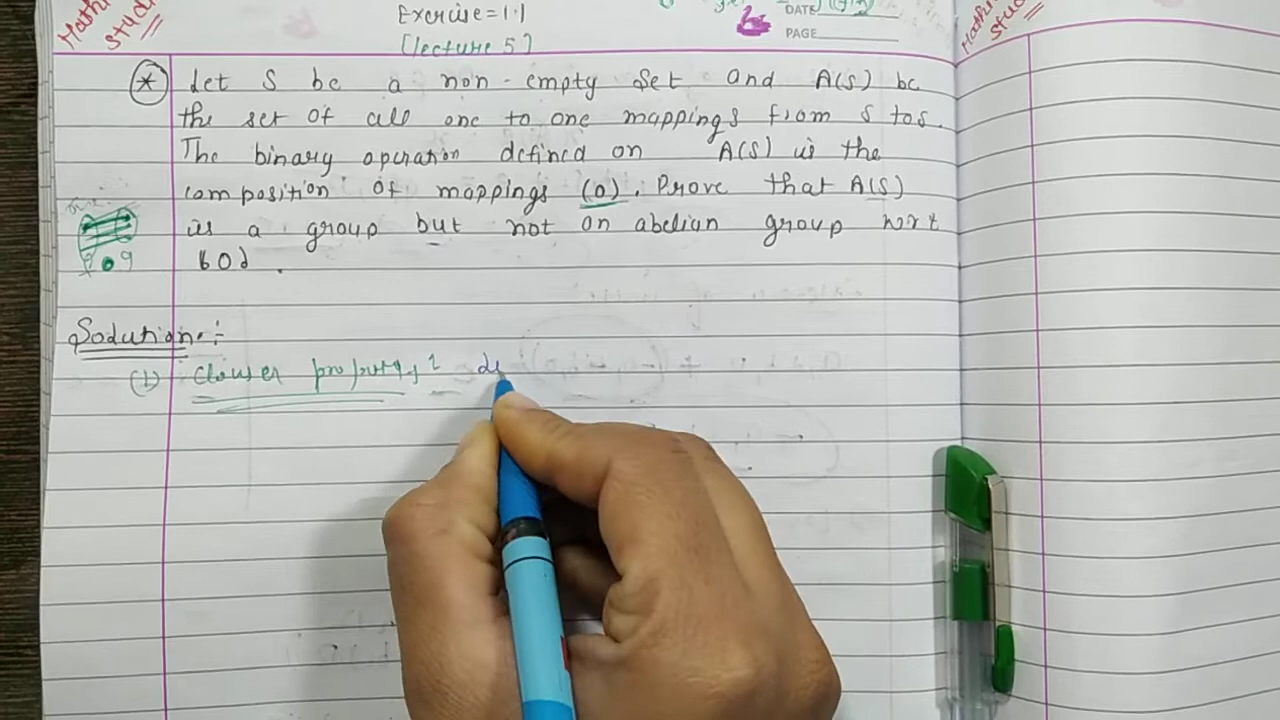 Exercise = 1.1
[lecture 5]
DATE
PAGE
Let S be a non-empty set and A(S) be
the set of all one to one mappings from S to S.
The binary operation defined on A(S) is the
composition of mappings (o). Prove that A(S)
is a group but not an abelian group wrt
Solution :-
(1) Closer property :